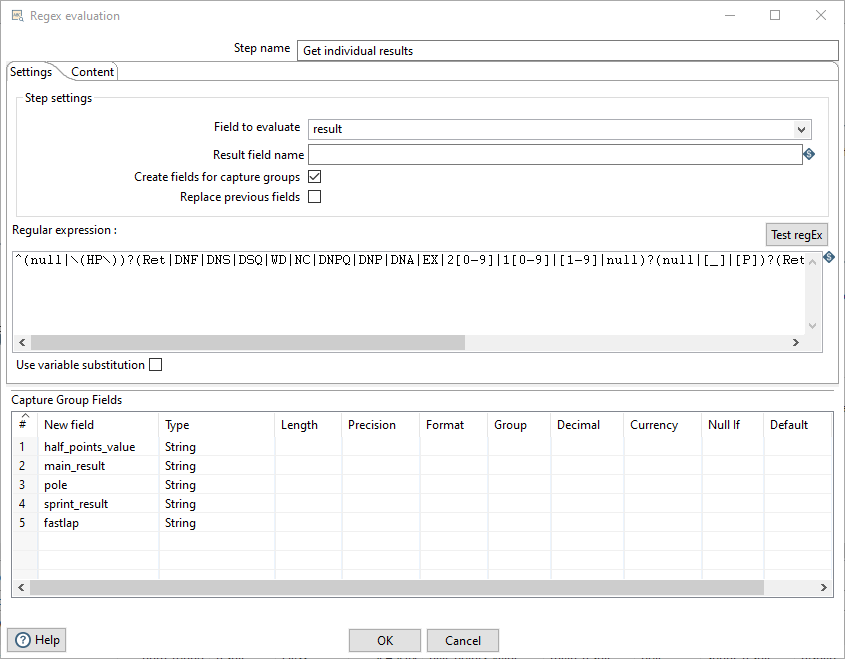 Regex evaluation
Step name Get individual results
Settings Content
Step settings
Field to evaluate result
Result field name
Create fields for capture groups
Replace previous fields
Regular expression :
Test regEx
^(null|\(HP\))?(Ret|DNF|DNS|DSQ|WD|NC|DNPQ|DNP|DNA|EX|2[0-9]|1[0-9]|[1-9]|null)?(null|[_]|[P])?(Ret
Use variable substitution
Capture Group Fields
# New field Type Length Precision Format Group Decimal Currency Null If Default
1 half_points_value String
2 main_result String
3 pole String
4 sprint_result String
5 fastlap String
Help OK Cancel